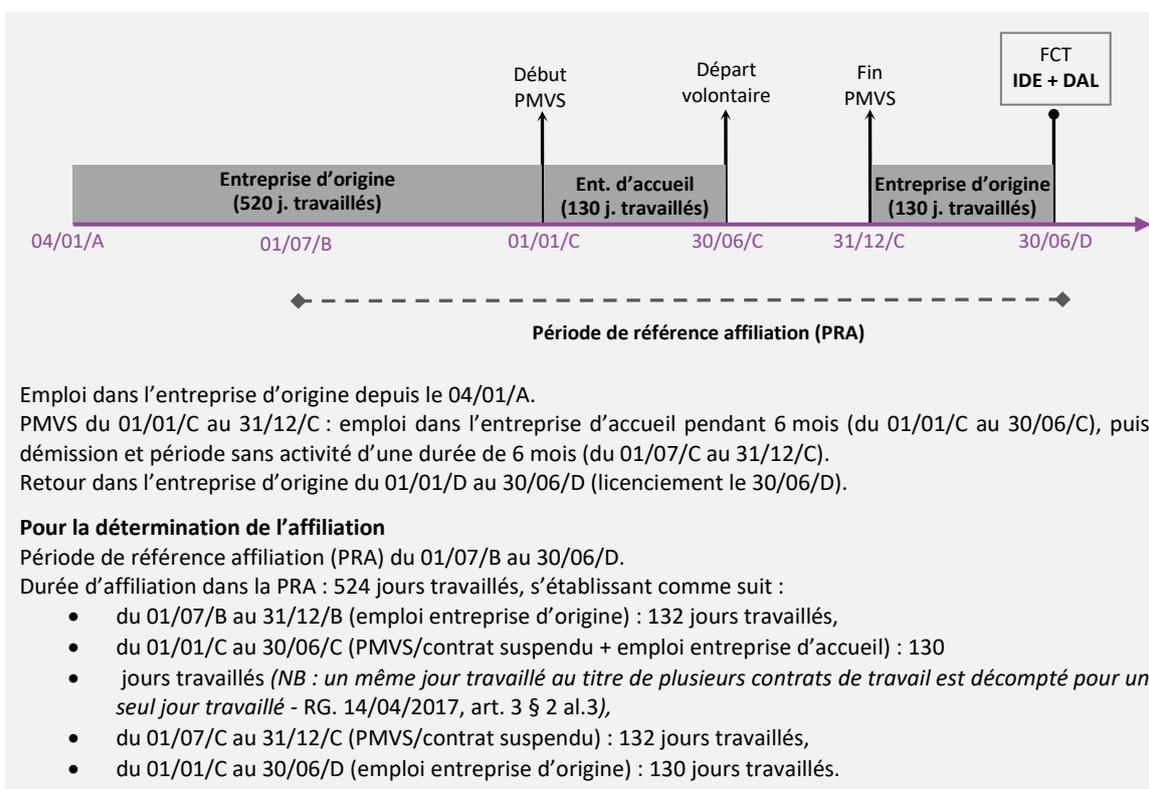 FCT
IDE + DAL
Début
PMVS
Départ
volontaire
Fin
PMVS
Entreprise d’origine
(520 j. travaillés)
Ent. d’accueil
(130 j. travaillés)
Entreprise d’origine
(130 j. travaillés)
04/01/A
01/07/B
01/01/C
30/06/C
31/12/C
30/06/D
Période de référence affiliation (PRA)
Emploi dans l’entreprise d’origine depuis le 04/01/A.
PMVS du 01/01/C au 31/12/C : emploi dans l’entreprise d’accueil pendant 6 mois (du 01/01/C au 30/06/C), puis
démission et période sans activité d’une durée de 6 mois (du 01/07/C au 31/12/C).
Retour dans l’entreprise d’origine du 01/01/D au 30/06/D (licenciement le 30/06/D).
Pour la détermination de l’affiliation
Période de référence affiliation (PRA) du 01/07/B au 30/06/D.
Durée d’affiliation dans la PRA : 524 jours travaillés, s’établissant comme suit :
• du 01/07/B au 31/12/B (emploi entreprise d’origine) : 132 jours travaillés,
• du 01/01/C au 30/06/C (PMVS/contrat suspendu + emploi entreprise d’accueil) : 130
• jours travaillés (NB : un même jour travaillé au titre de plusieurs contrats de travail est décompté pour un
seul jour travaillé - RG. 14/04/2017, art. 3 § 2 al.3),
• du 01/07/C au 31/12/C (PMVS/contrat suspendu) : 132 jours travaillés,
• du 01/01/C au 30/06/D (emploi entreprise d’origine) : 130 jours travaillés.